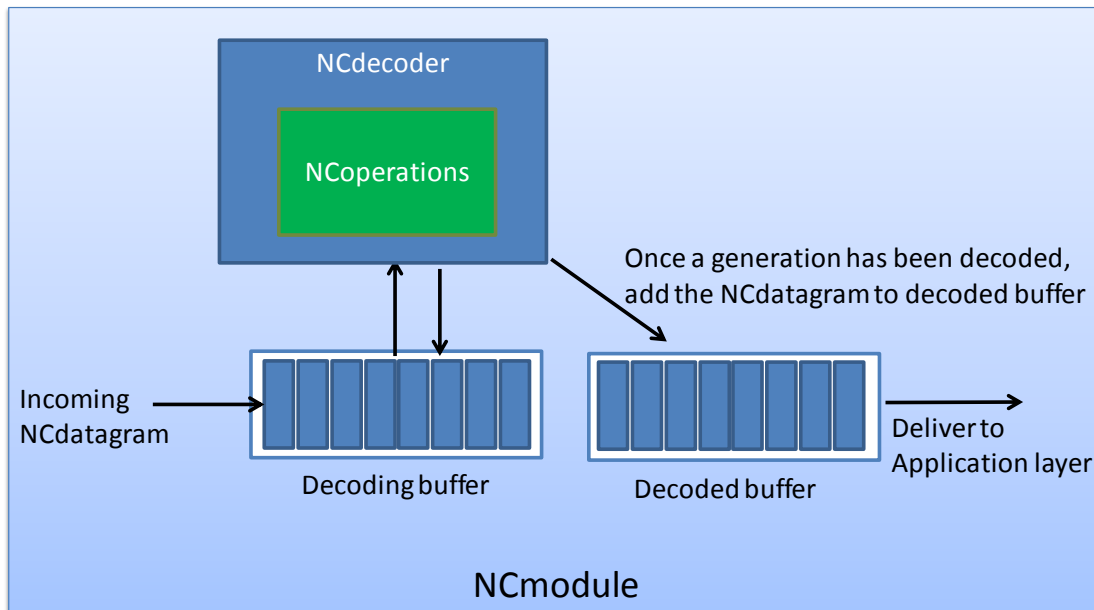 NCdecoder
NCoperations
Once a generation has been decoded,
add the NCdatagram to decoded buffer
Incoming
NCdatagram
Deliver to
Application layer
Decoding buffer
Decoded buffer
NCmodule